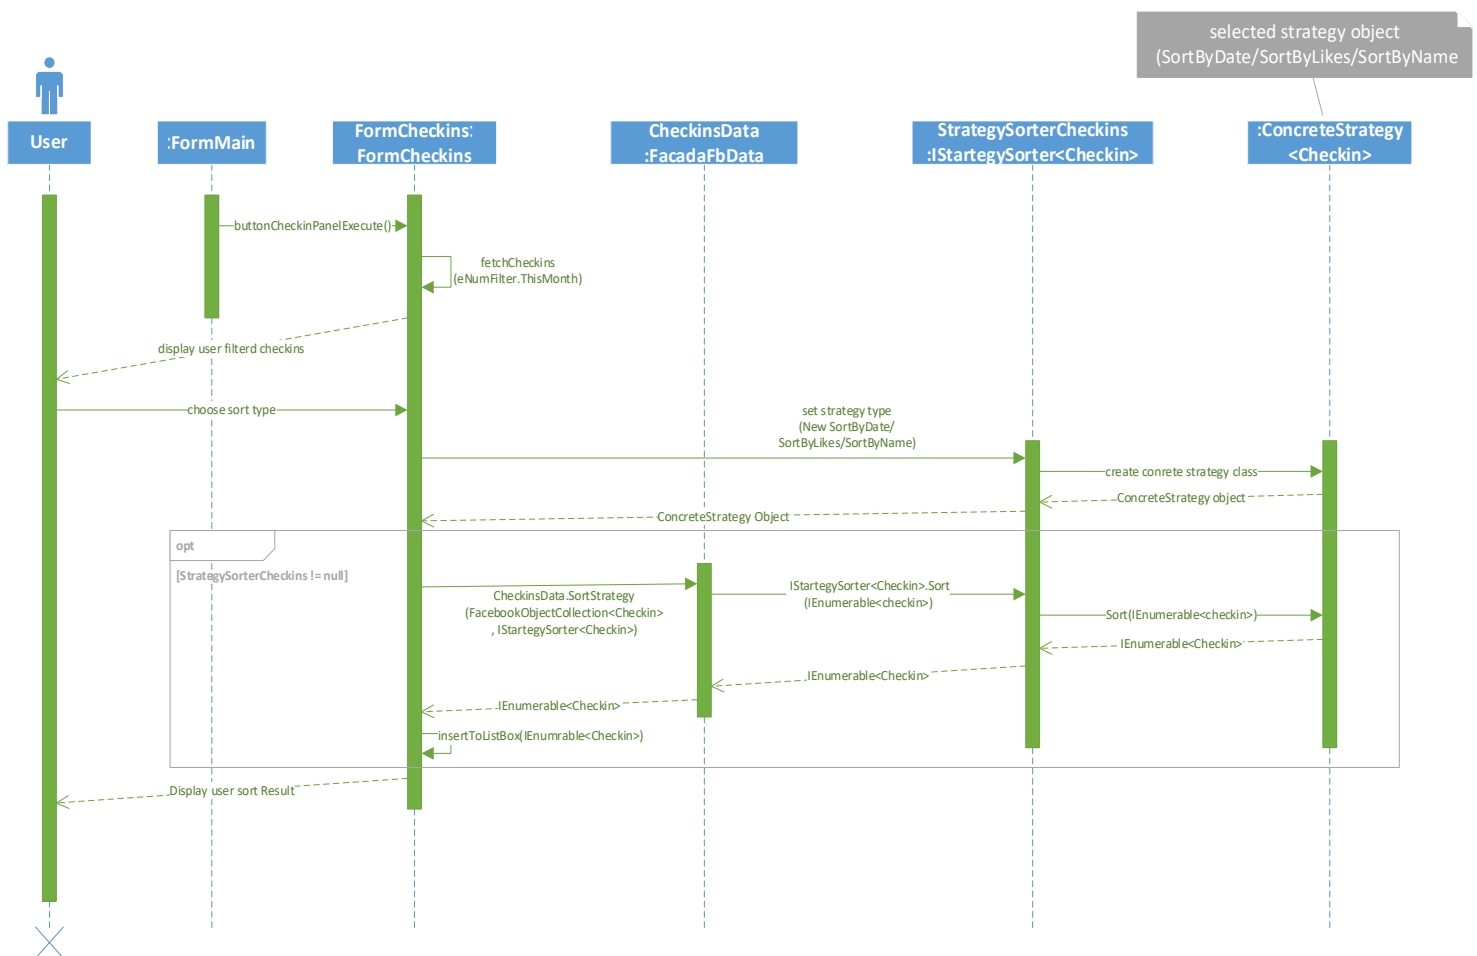 selected strategy object
(SortByDate/SortByLikes/SortByName
User
:FormMain
FormCheckins:
FormCheckins
CheckinsData
:FacadaFbData
StrategySorterCheckins
:IStartegySorter<Checkin>
:ConcreteStrategy
<Checkin>
buttonCheckinPanelExecute()
fetchCheckins
(eNumFilter.ThisMonth)
display user filterd checkins
choose sort type
set strategy type
(New SortByDate/
SortByLikes/SortByName)
create conrete strategy class
ConcreteStrategy object
ConcreteStrategy Object
opt
[StrategySorterCheckins != null]
CheckinsData.SortStrategy
(FacebookObjectCollection<Checkin>
, IStartegySorter<Checkin>)
IStartegySorter<Checkin>.Sort
(IEnumerable<checkin>)
Sort(IEnumerable<checkin>)
IEnumerable<Checkin>
IEnumerable<Checkin>
IEnumerable<Checkin>
insertToListBox(IEnumrable<Checkin>)
Display user sort Result